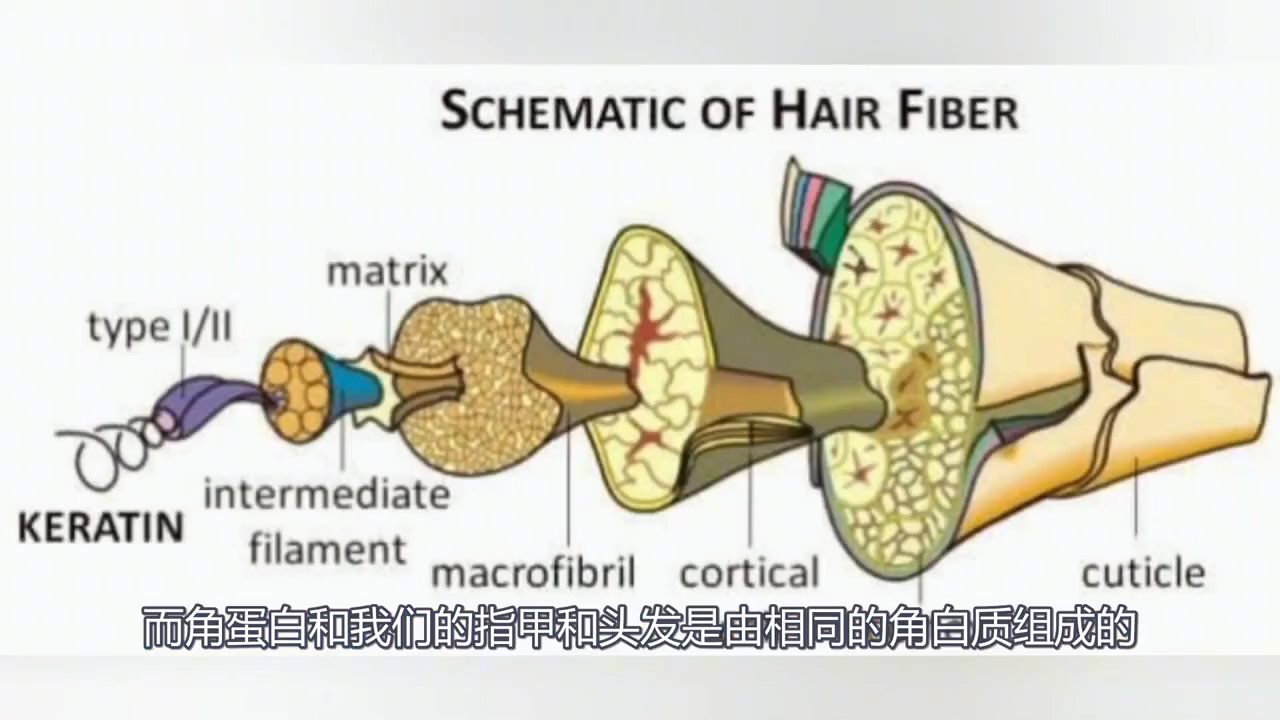 SCHEMATIC OF HAIR FIBER
matrix
type I/II
KERATIN
intermediate
filament
macrofibril
cortical
cuticle
而角蛋白和我们的指甲和头发是由相同的角白质组成的